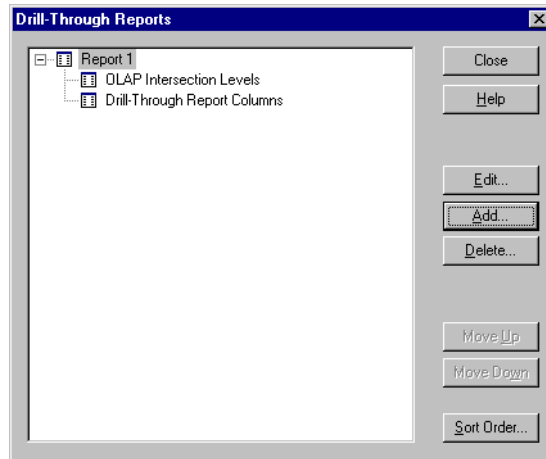 Drill-Through Reports
Report 1
OLAP Intersection Levels
Drill-Through Report Columns
Close
Help
Edit...
Add...
Delete...
Move Up
Move Down
Sort Order...